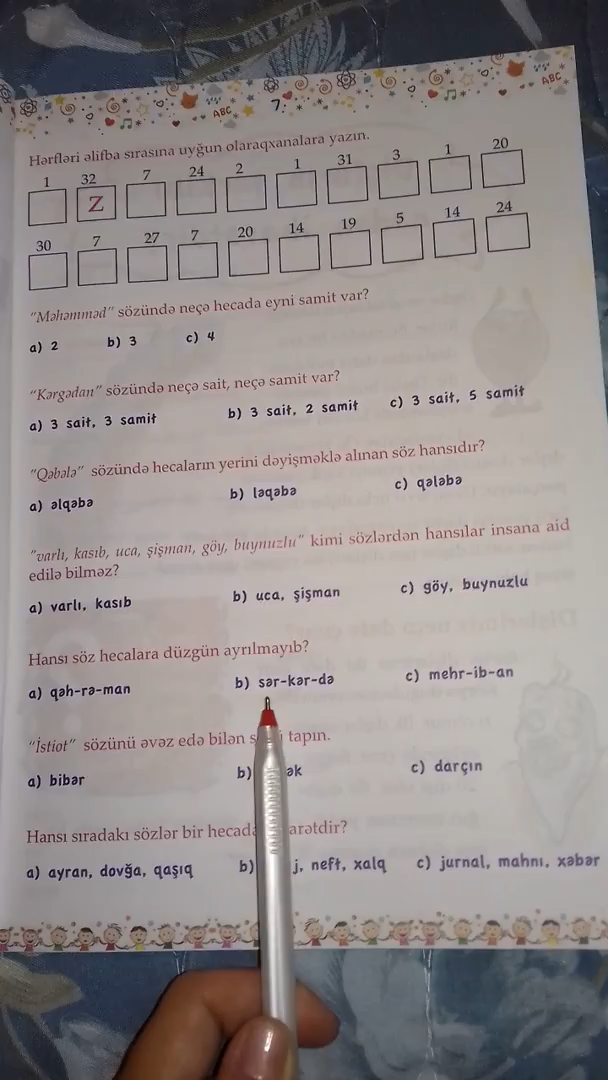 ABC
7
ABC
Hərfləri əlifba sırasına uyğun olaraqxanalara yazın.
1 32 7 24 2 1 31 3 1 20
Z
30 7 27 7 20 14 19 5 14 24
"Məhəmməd" sözündə neçə hecada eyni samit var?
a) 2 b) 3 c) 4
"Kərgədan" sözündə neçə sait, neçə samit var?
a) 3 sait, 3 samit b) 3 sait, 2 samit c) 3 sait, 5 samit
"Qəbələ" sözündə hecaların yerini dəyişməklə alınan söz hansıdır?
a) əlqəbə b) ləqəbə c) qələbə
"varlı, kasıb, uca, şişman, göy, buynuzlu" kimi sözlərdən hansılar insana aid
edilə bilməz?
a) varlı, kasıb b) uca, şişman c) göy, buynuzlu
Hansı söz hecalara düzgün ayrılmayıb?
a) qəh-rə-man b) sər-kər-də c) mehr-ib-an
"İstiot" sözünü əvəz edə bilən tapın.
a) bibər b) c) darçın
Hansı sıradakı sözlər bir hecada
a) ayran, dovğa, qaşıq b) neft, xalq c) jurnal, mahnı, xəbər